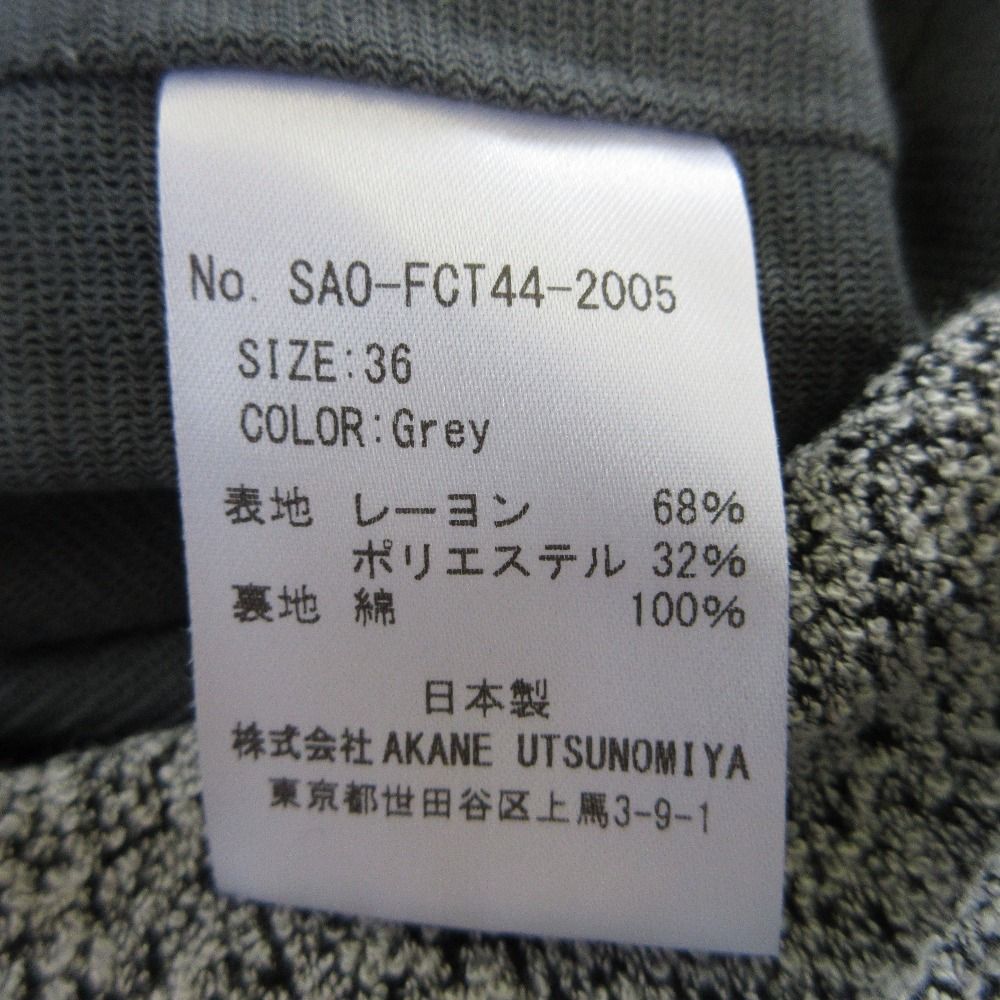 No. SAO-FCT44-2005
SIZE:36
COLOR:Grey
表地 レーヨン 68%
ポリエステル 32%
裏地 綿 100%
日本製
株式会社AKANE UTSUNOMIYA
東京都世田谷区上馬3-9-1